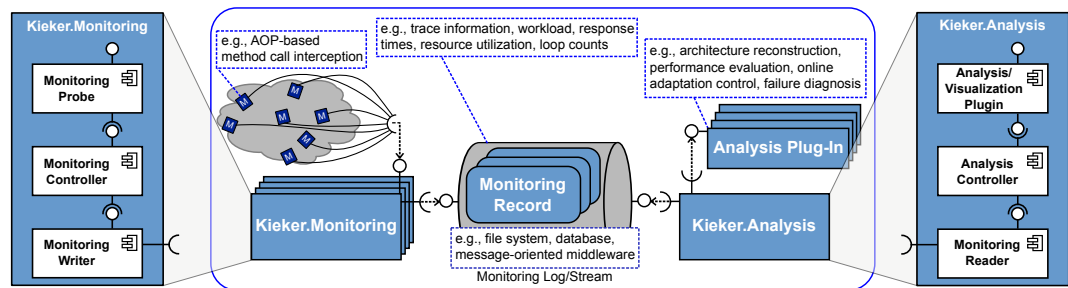 Kieker.Monitoring
Monitoring
Probe
Monitoring
Controller
Monitoring
Writer
e.g., AOP-based
method call interception
M
M
M
M
M
M
M
e.g., trace information, workload, response
times, resource utilization, loop counts
e.g., architecture reconstruction,
performance evaluation, online
adaptation control, failure diagnosis
Kieker.Monitoring
Monitoring
Record
e.g., file system, database,
message-oriented middleware
Monitoring Log/Stream
Analysis Plug-In
Kieker.Analysis
Kieker.Analysis
Analysis/
Visualization
Plugin
Analysis
Controller
Monitoring
Reader